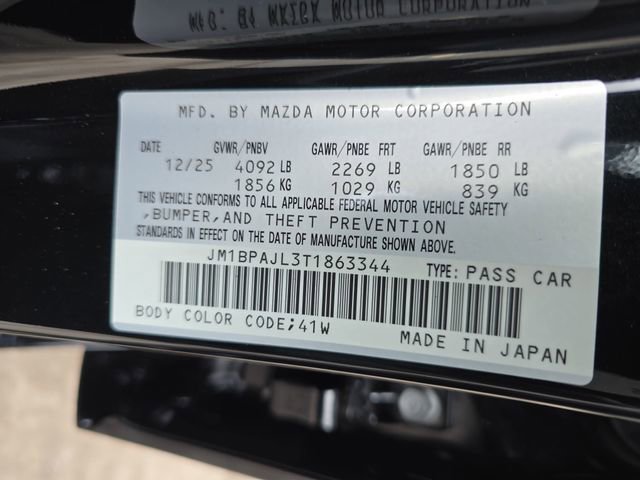 MFD. BY MAZDA MOTOR CORPORATION
DATE GVWR/PNBV GAWR/PNBE FRT GAWR/PNBE RR
12/25 4092 LB 2269 LB 1850 LB
1856 KG 1029 KG 839 KG
THIS VEHICLE CONFORMS TO ALL APPLICABLE FEDERAL MOTOR VEHICLE SAFETY
,BUMPER,AND THEFT PREVENTION
STANDARDS IN EFFECT ON THE DATE OF MANUFACTURE SHOWN ABOVE.
JM1BPAJL3T1863344 TYPE: PASS CAR
BODY COLOR CODE;41W
MADE IN JAPAN